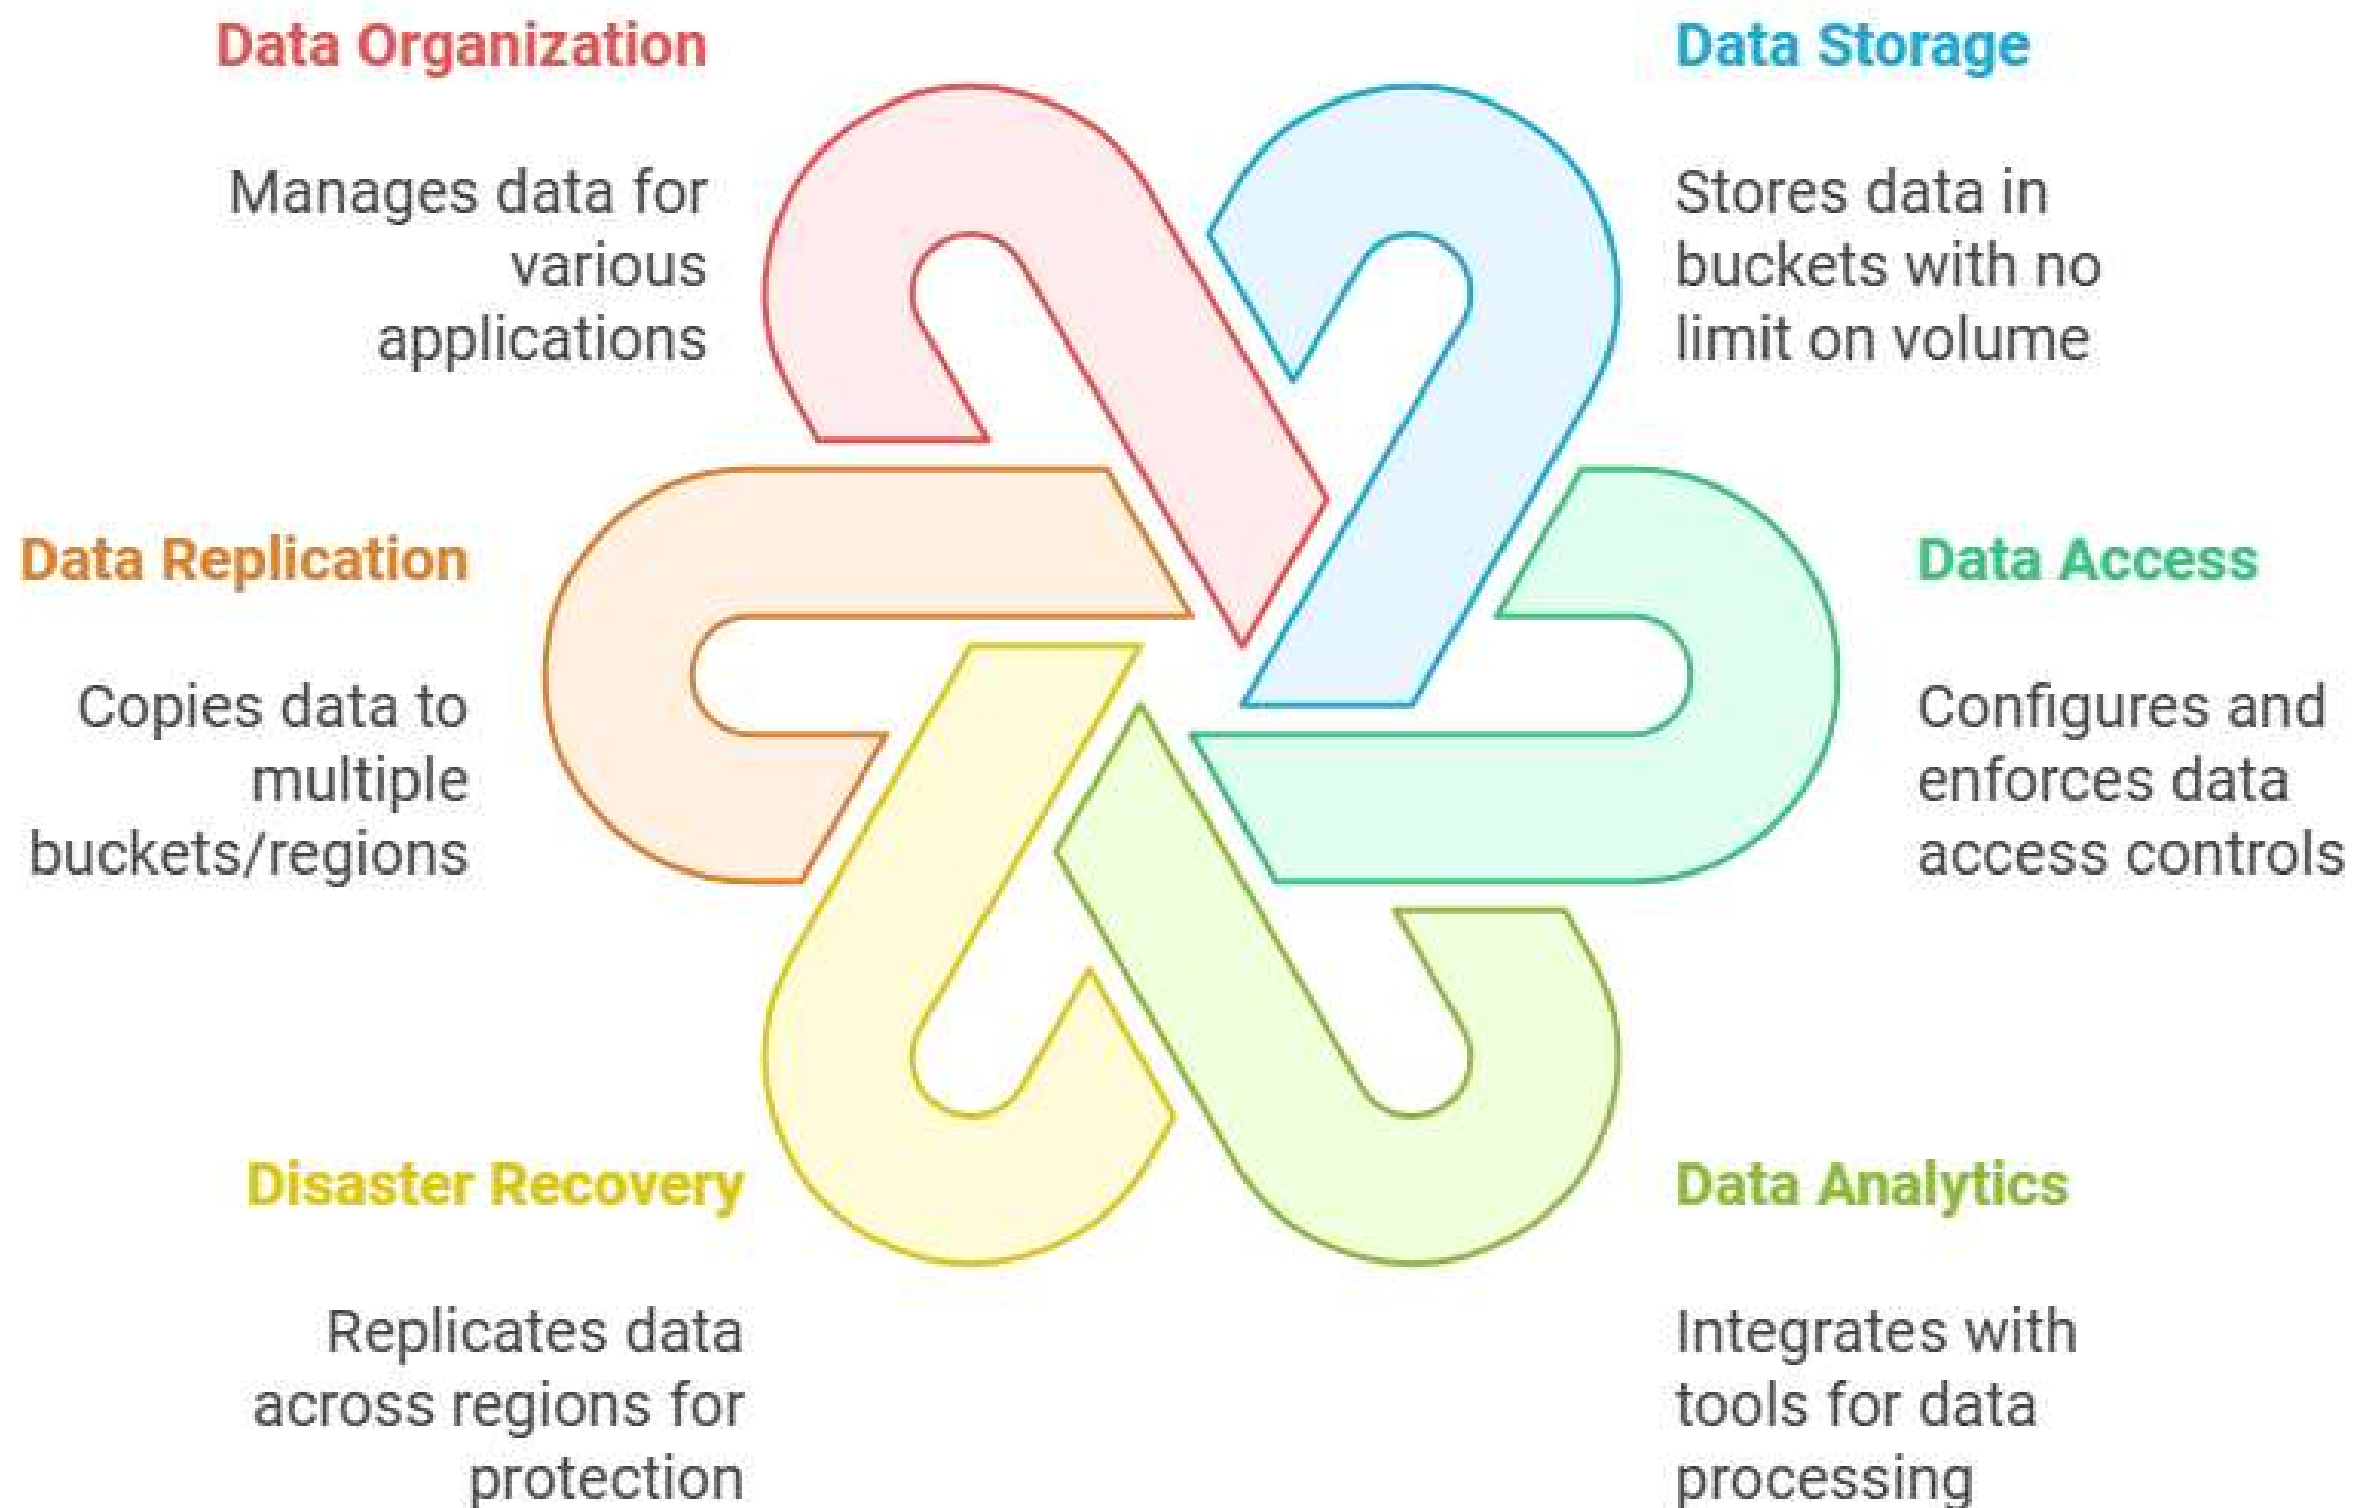 Data Organization
Manages data for
various
applications
Data Storage
Stores data in
buckets with no
limit on volume
Data Replication
Copies data to
multiple
buckets/regions
Data Access
Configures and
enforces data
access controls
Disaster Recovery
Replicates data
across regions for
protection
Data Analytics
Integrates with
tools for data
processing